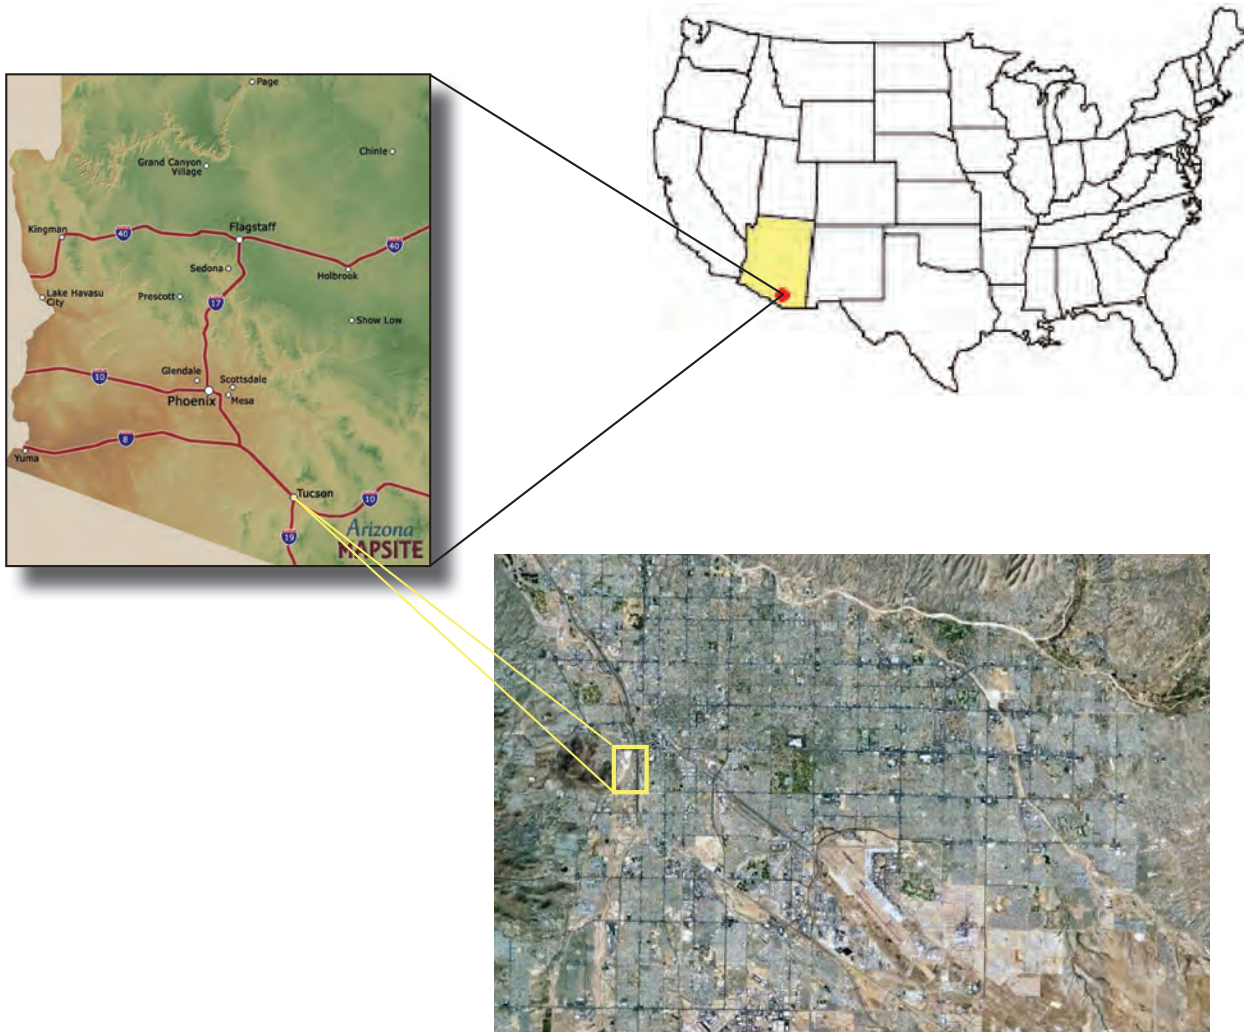 Page
Chinle
Grand Canyon
Village
Kingman
40
Flagstaff
40
Sedona
Holbrook
Lake Havasu
City
Prescott
17
Show Low
Glendale
10
Scottsdale
Phoenix
Mesa
8
Yuma
Tucson
10
19
Arizona
MAPSITE